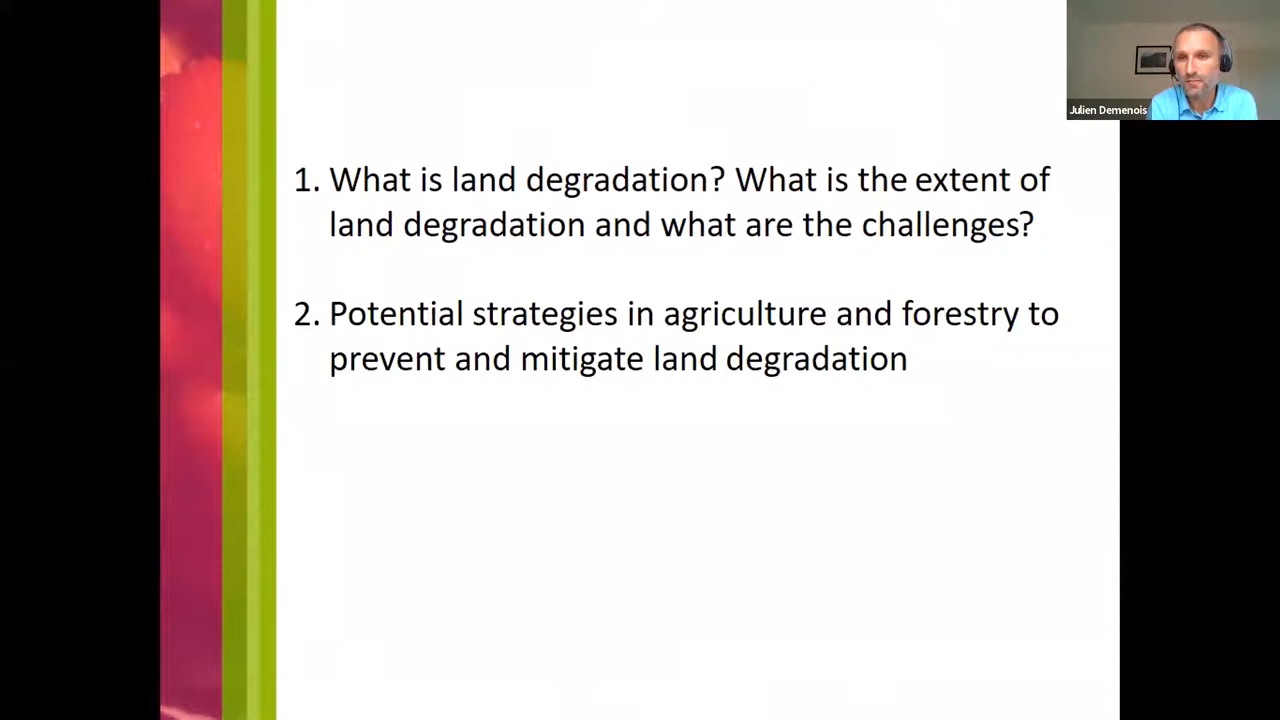 Julien Demenois
1. What is land degradation? What is the extent of
land degradation and what are the challenges?
2. Potential strategies in agriculture and forestry to
prevent and mitigate land degradation